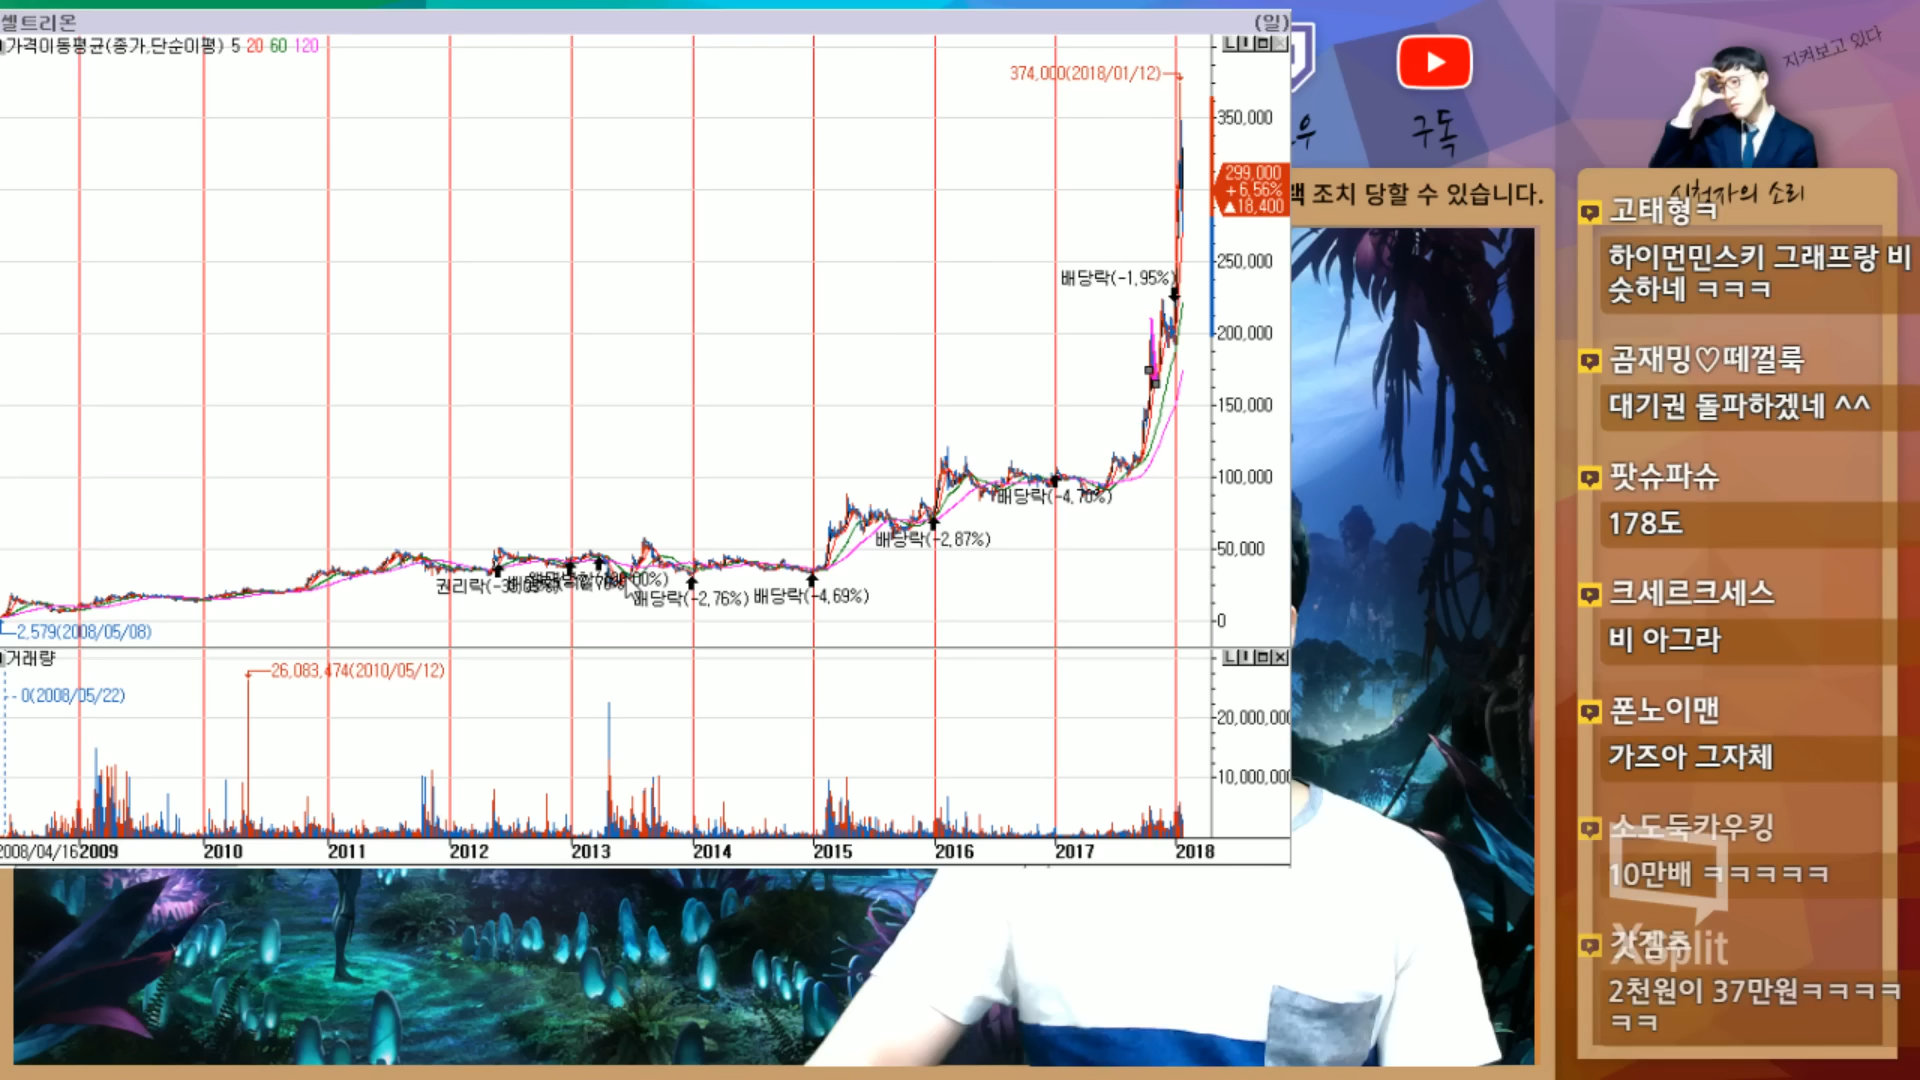 셀트리온
(일)
가격이동평균(종가,단순이평) 5 20 60 120
374,000(2018/01/12)
350,000
299,000
+6,56%
▲18,400
250,000
배당락(-1,95%)
200,000
150,000
100,000
배당락(-4,70%)
배당락(-2,87%)
50,000
배당락(-2,76%)
배당락(-4,69%)
0
2,579(2008/05/08)
거래량
26,083,474(2010/05/12)
0(2008/05/22)
20,000,000
10,000,000
2008/04/16 2009 2010 2011 2012 2013 2014 2015 2016 2017 2018
구독
조치 당할 수 있습니다.
지켜보고 있다
시청자의 소리
고태형ㅋ
하이먼민스키 그래프랑 비
슷하네 ㅋㅋㅋ
곰재밍♡떼껄룩
대기권 돌파하겠네 ^^
팟슈파슈
178도
크세르크세스
비 아그라
폰노이맨
가즈아 그자체
소도둑카우킹
10만배 ㅋㅋㅋㅋㅋ
XSplit
2천원이 37만원ㅋㅋㅋㅋ
ㅋㅋ